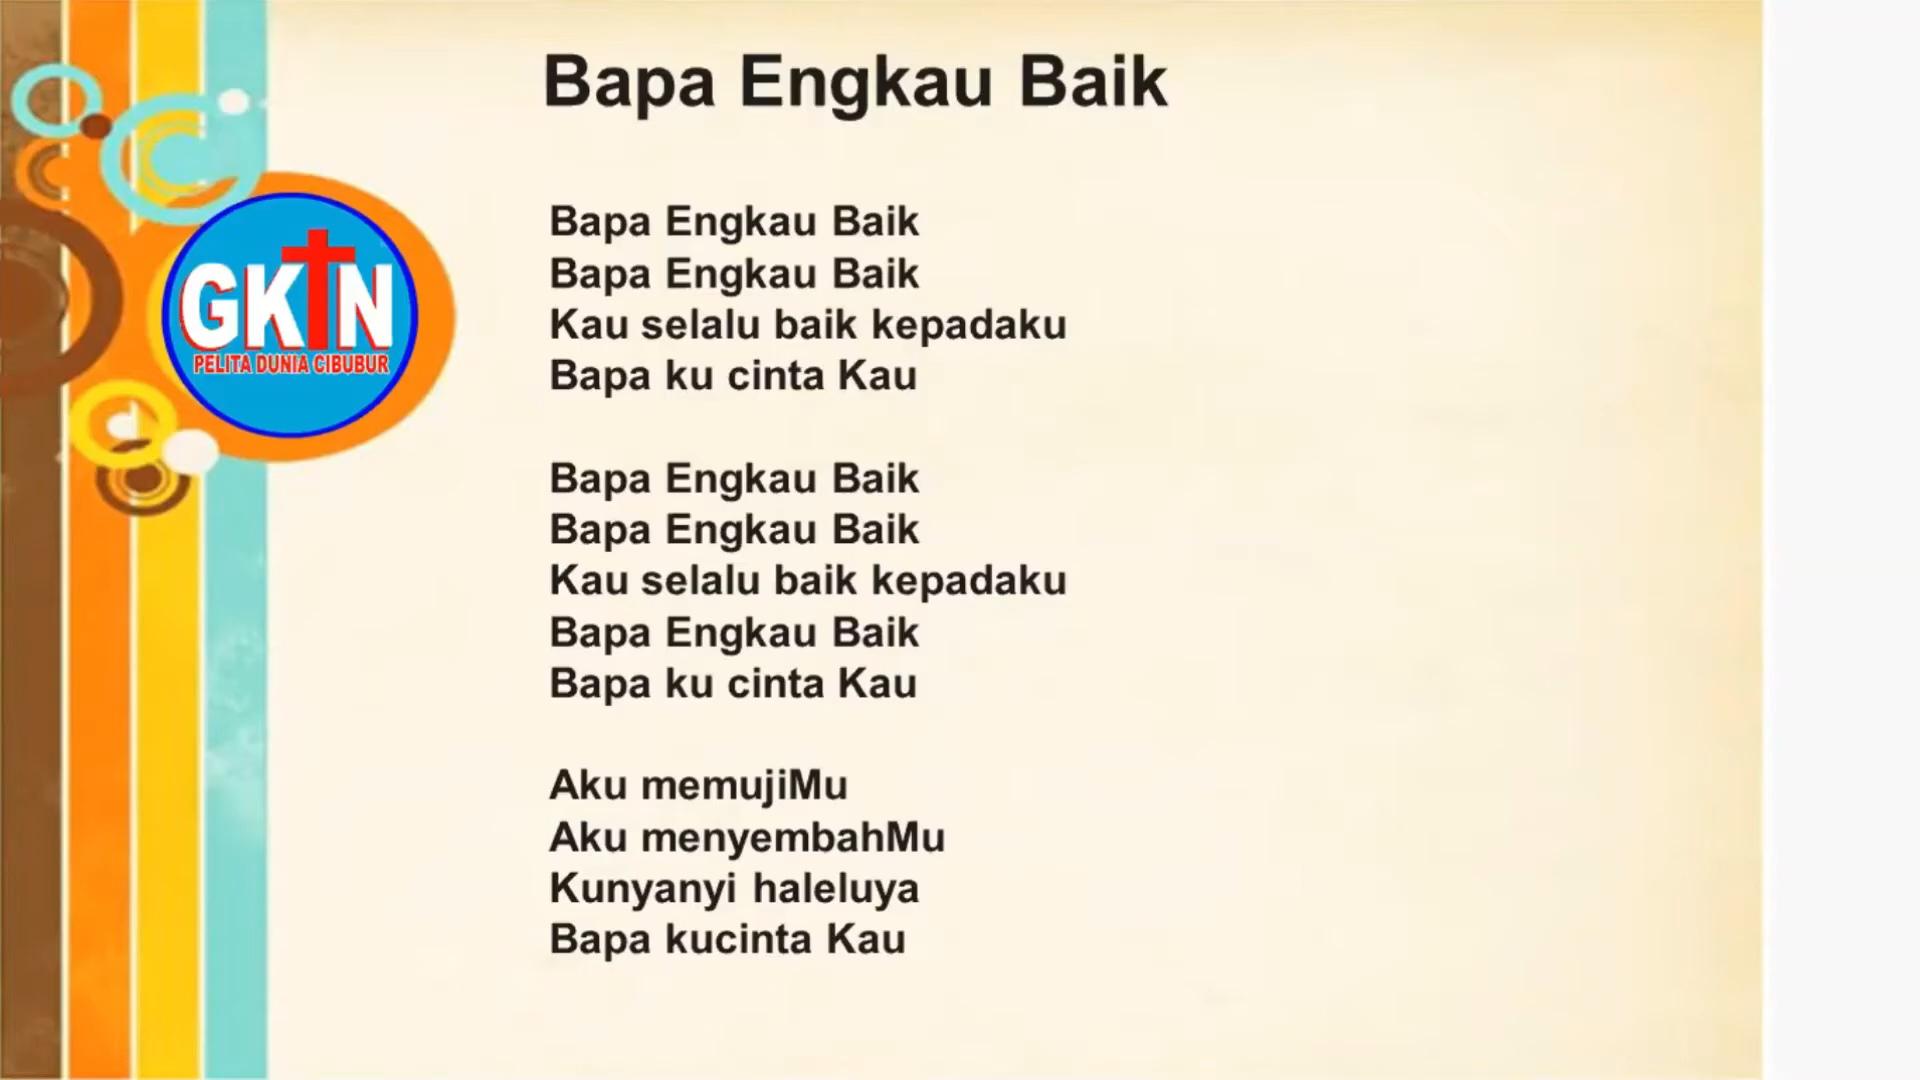 Bapa Engkau Baik
GKTN
PELITA DUNIA CIBUBUR
Bapa Engkau Baik
Bapa Engkau Baik
Kau selalu baik kepadaku
Bapa ku cinta Kau
Bapa Engkau Baik
Bapa Engkau Baik
Kau selalu baik kepadaku
Bapa Engkau Baik
Bapa ku cinta Kau
Aku memujiMu
Aku menyembahMu
Kunyanyi haleluya
Bapa kucinta Kau